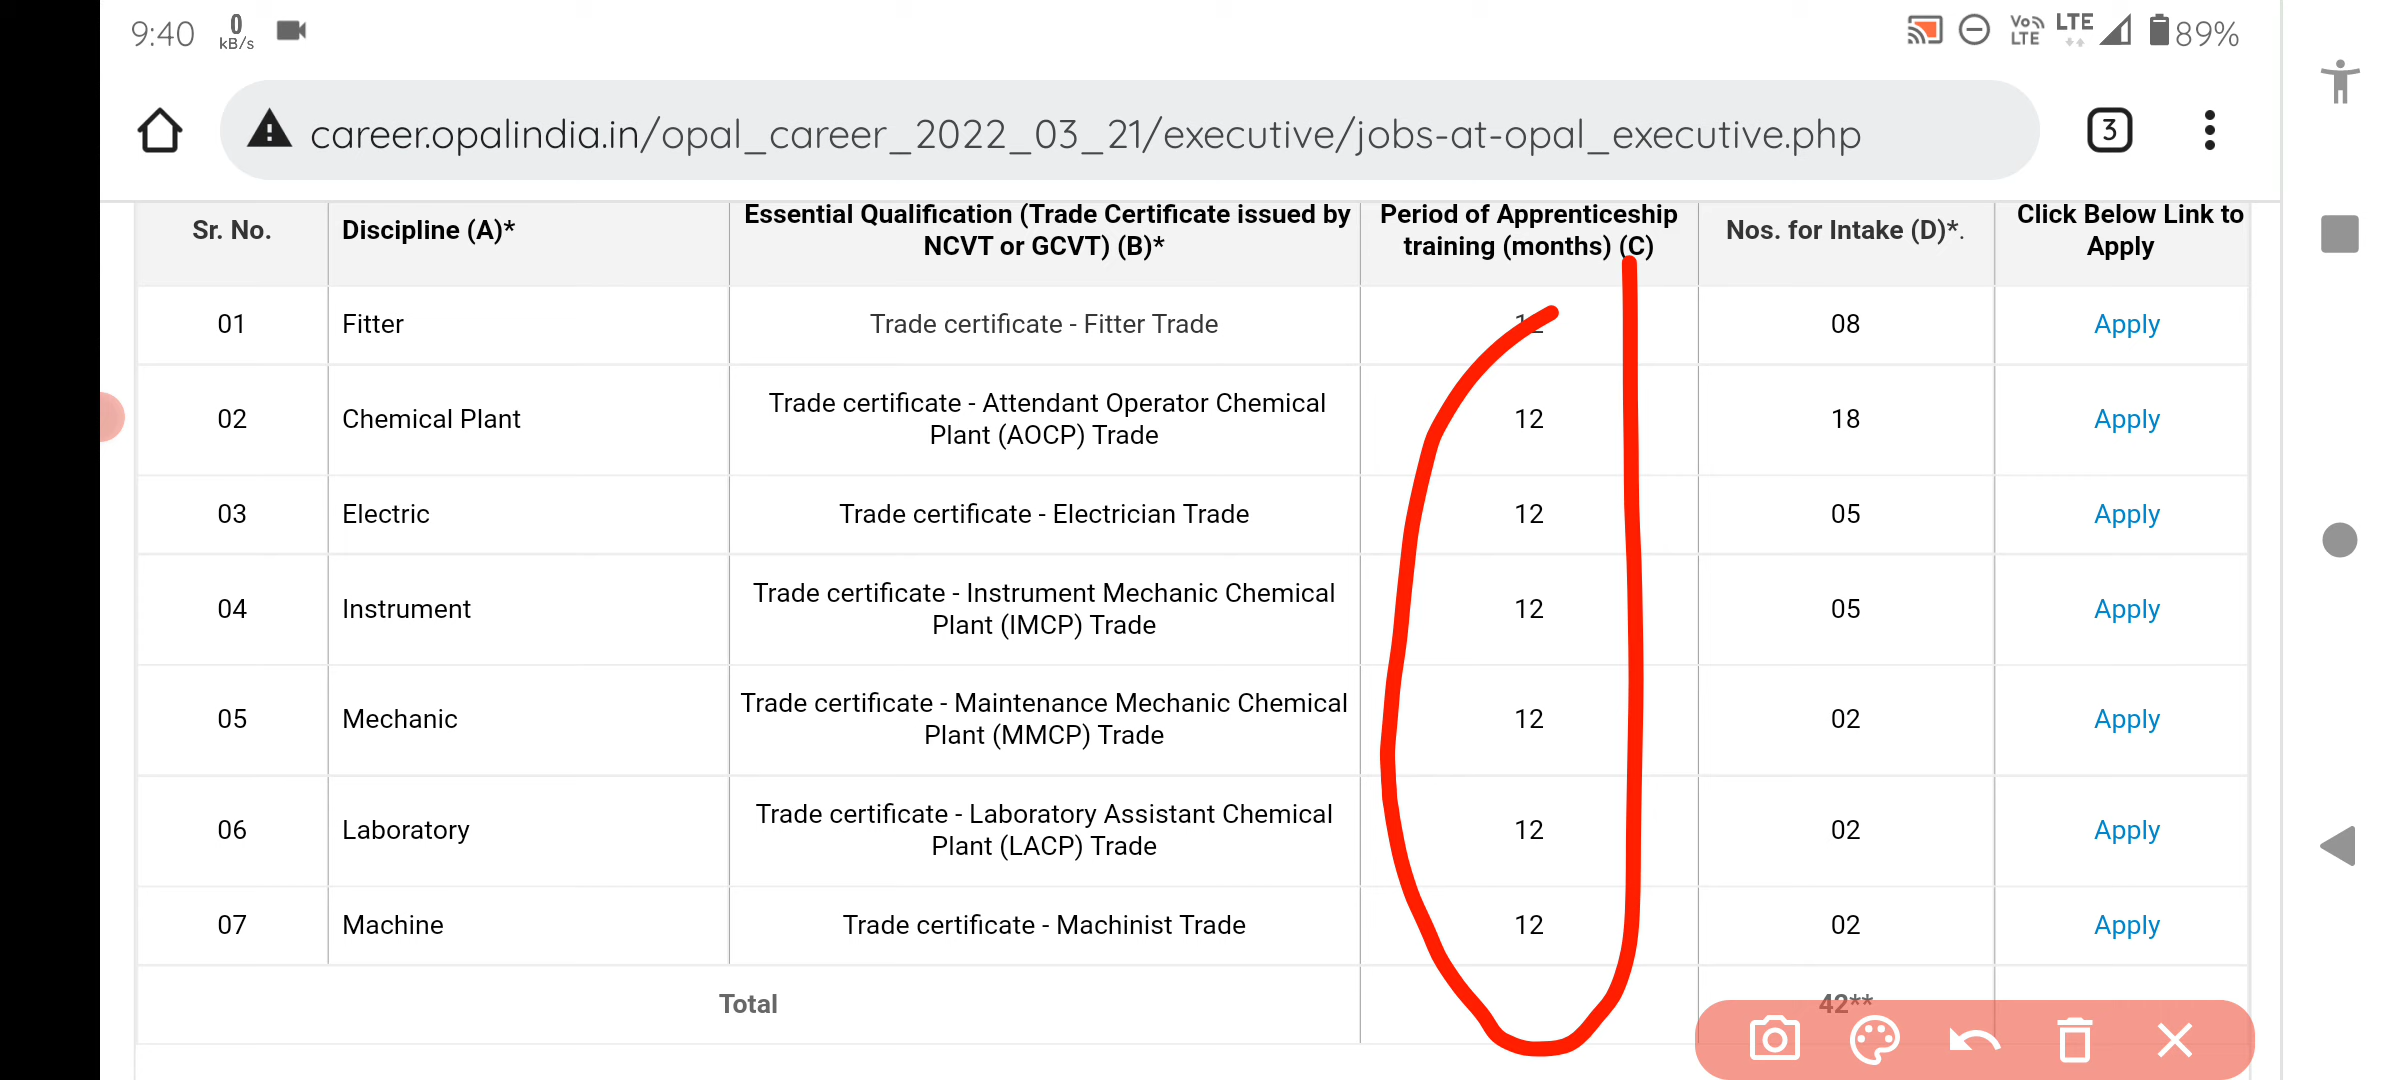 9:40 0 kB/s Vo LTE LTE 89%
career.opalindia.in/opal_career_2022_03_21/executive/jobs-at-opal_executive.php 3
Sr. No. Discipline (A)* Essential Qualification (Trade Certificate issued by NCVT or GCVT) (B)* Period of Apprenticeship training (months) (C) Nos. for Intake (D)*. Click Below Link to Apply
01 Fitter Trade certificate - Fitter Trade 12 08 Apply
02 Chemical Plant Trade certificate - Attendant Operator Chemical Plant (AOCP) Trade 12 18 Apply
03 Electric Trade certificate - Electrician Trade 12 05 Apply
04 Instrument Trade certificate - Instrument Mechanic Chemical Plant (IMCP) Trade 12 05 Apply
05 Mechanic Trade certificate - Maintenance Mechanic Chemical Plant (MMCP) Trade 12 02 Apply
06 Laboratory Trade certificate - Laboratory Assistant Chemical Plant (LACP) Trade 12 02 Apply
07 Machine Trade certificate - Machinist Trade 12 02 Apply
Total 42**